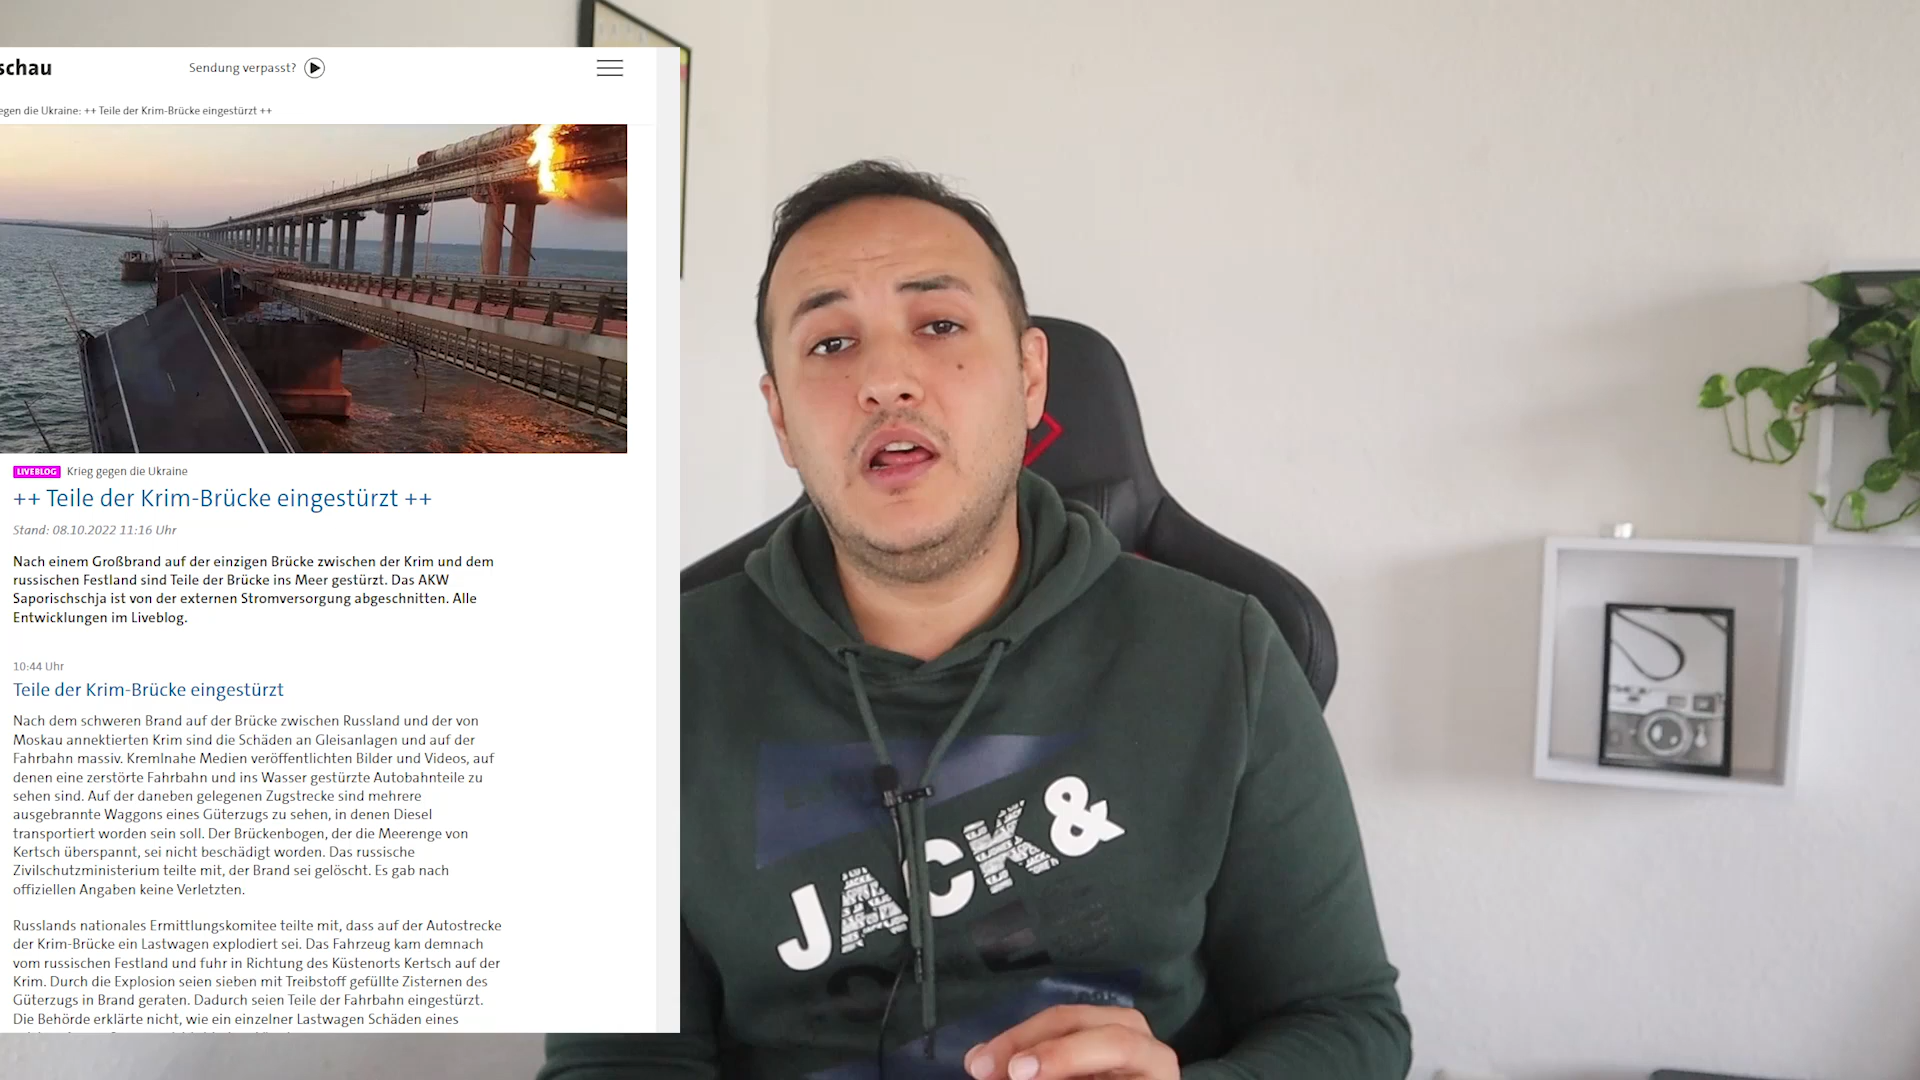 schau
Sendung verpasst?
egen die Ukraine: ++ Teile der Krim-Brücke eingestürzt ++
LIVEBLOG Krieg gegen die Ukraine
++ Teile der Krim-Brücke eingestürzt ++
Stand: 08.10.2022 11:16 Uhr
Nach einem Großbrand auf der einzigen Brücke zwischen der Krim und dem
russischen Festland sind Teile der Brücke ins Meer gestürzt. Das AKW
Saporischschja ist von der externen Stromversorgung abgeschnitten. Alle
Entwicklungen im Liveblog.
10:44 Uhr
Teile der Krim-Brücke eingestürzt
Nach dem schweren Brand auf der Brücke zwischen Russland und der von
Moskau annektierten Krim sind die Schäden an Gleisanlagen und auf der
Fahrbahn massiv. Kremlnahe Medien veröffentlichten Bilder und Videos, auf
denen eine zerstörte Fahrbahn und ins Wasser gestürzte Autobahnteile zu
sehen sind. Auf der daneben gelegenen Zugstrecke sind mehrere
ausgebrannte Waggons eines Güterzugs zu sehen, in denen Diesel
transportiert worden sein soll. Der Brückenbogen, der die Meerenge von
Kertsch überspannt, sei nicht beschädigt worden. Das russische
Zivilschutzministerium teilte mit, der Brand sei gelöscht. Es gab nach
offiziellen Angaben keine Verletzten.
Russlands nationales Ermittlungskomitee teilte mit, dass auf der Autostrecke
der Krim-Brücke ein Lastwagen explodiert sei. Das Fahrzeug kam demnach
vom russischen Festland und fuhr in Richtung des Küstenorts Kertsch auf der
Krim. Durch die Explosion seien sieben mit Treibstoff gefüllte Zisternen des
Güterzugs in Brand geraten. Dadurch seien Teile der Fahrbahn eingestürzt.
Die Behörde erklärte nicht, wie ein einzelner Lastwagen Schäden eines
JACK &